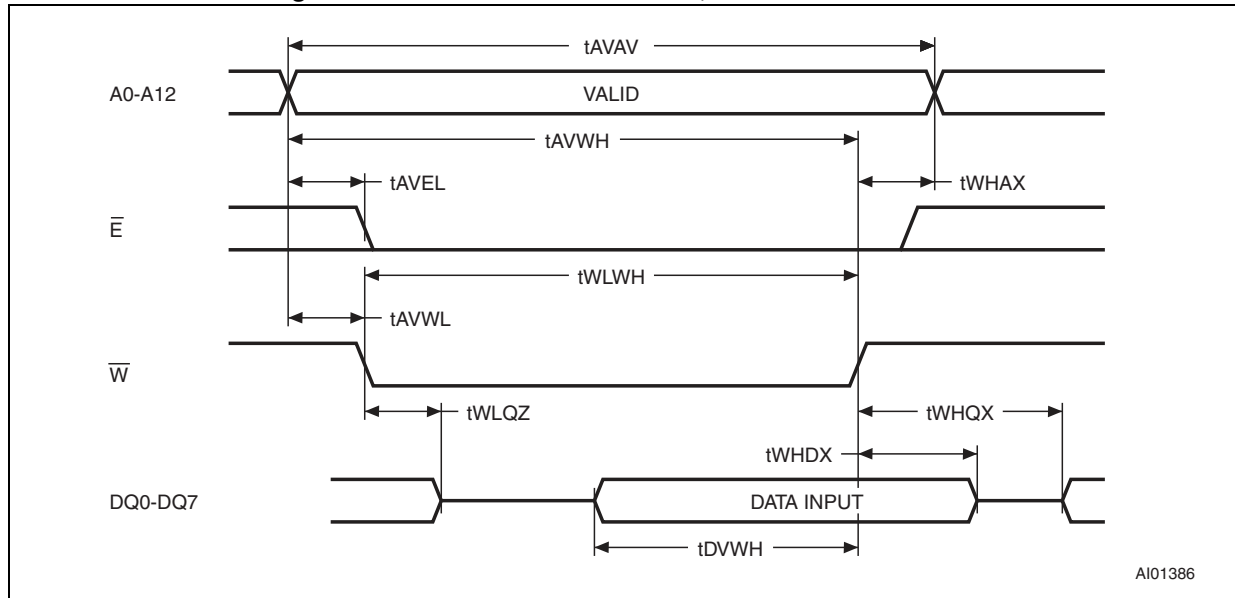 tAVAV
A0-A12 VALID
tAVWH
tAVEL tWHAX
E̅
tWLWH
tAVWL
W̅
tWLQZ tWHQX
tWHDX
DQ0-DQ7 DATA INPUT
tDVWH
AI01386